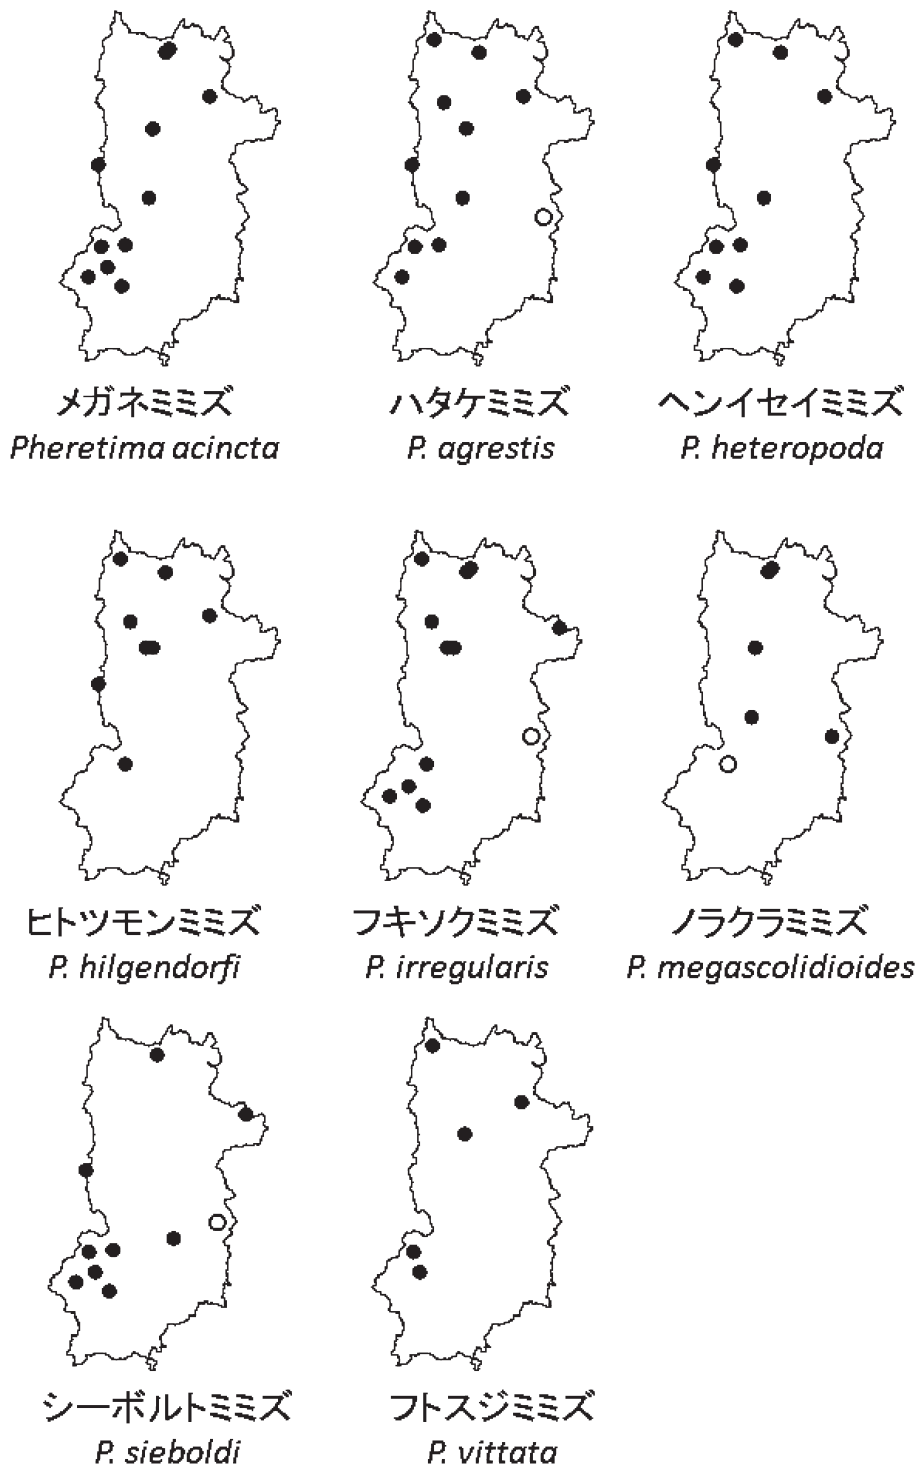 メガネミミズ
Pheretima acincta
ハタケミミズ
P. agrestis
ヘンイセイミミズ
P. heteropoda
ヒトツモンミミズ
P. hilgendorfi
フキソクミミズ
P. irregularis
ノラクラミミズ
P. megascolidioides
シーボルトミミズ
P. sieboldi
フトスジミミズ
P. vittata